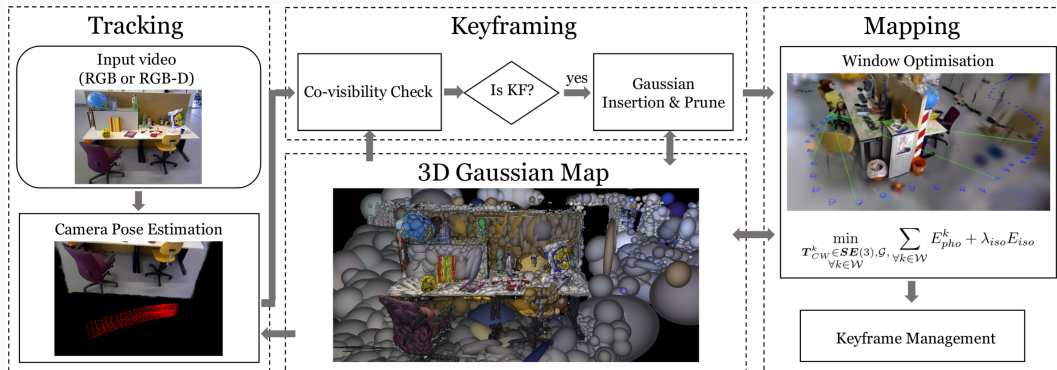 Tracking
Input video
(RGB or RGB-D)
Camera Pose Estimation
Keyframing
Co-visibility Check
Is KF?
yes
Gaussian
Insertion & Prune
3D Gaussian Map
Mapping
Window Optimisation
min ∑ E^k_{pho} + λ_{iso}E_{iso}
T^k_{CW}∈SE(3),𝒢, ∀k∈𝒲
∀k∈𝒲
Keyframe Management